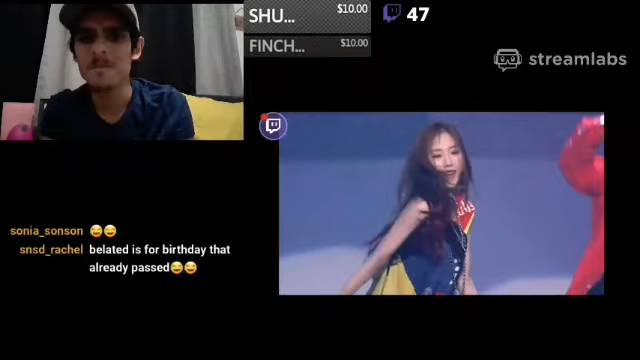 SHU... $10.00
FINCH... $10.00
47
streamlabs
sonia_sonson 😂😂
snsd_rachel belated is for birthday that
already passed😂😂